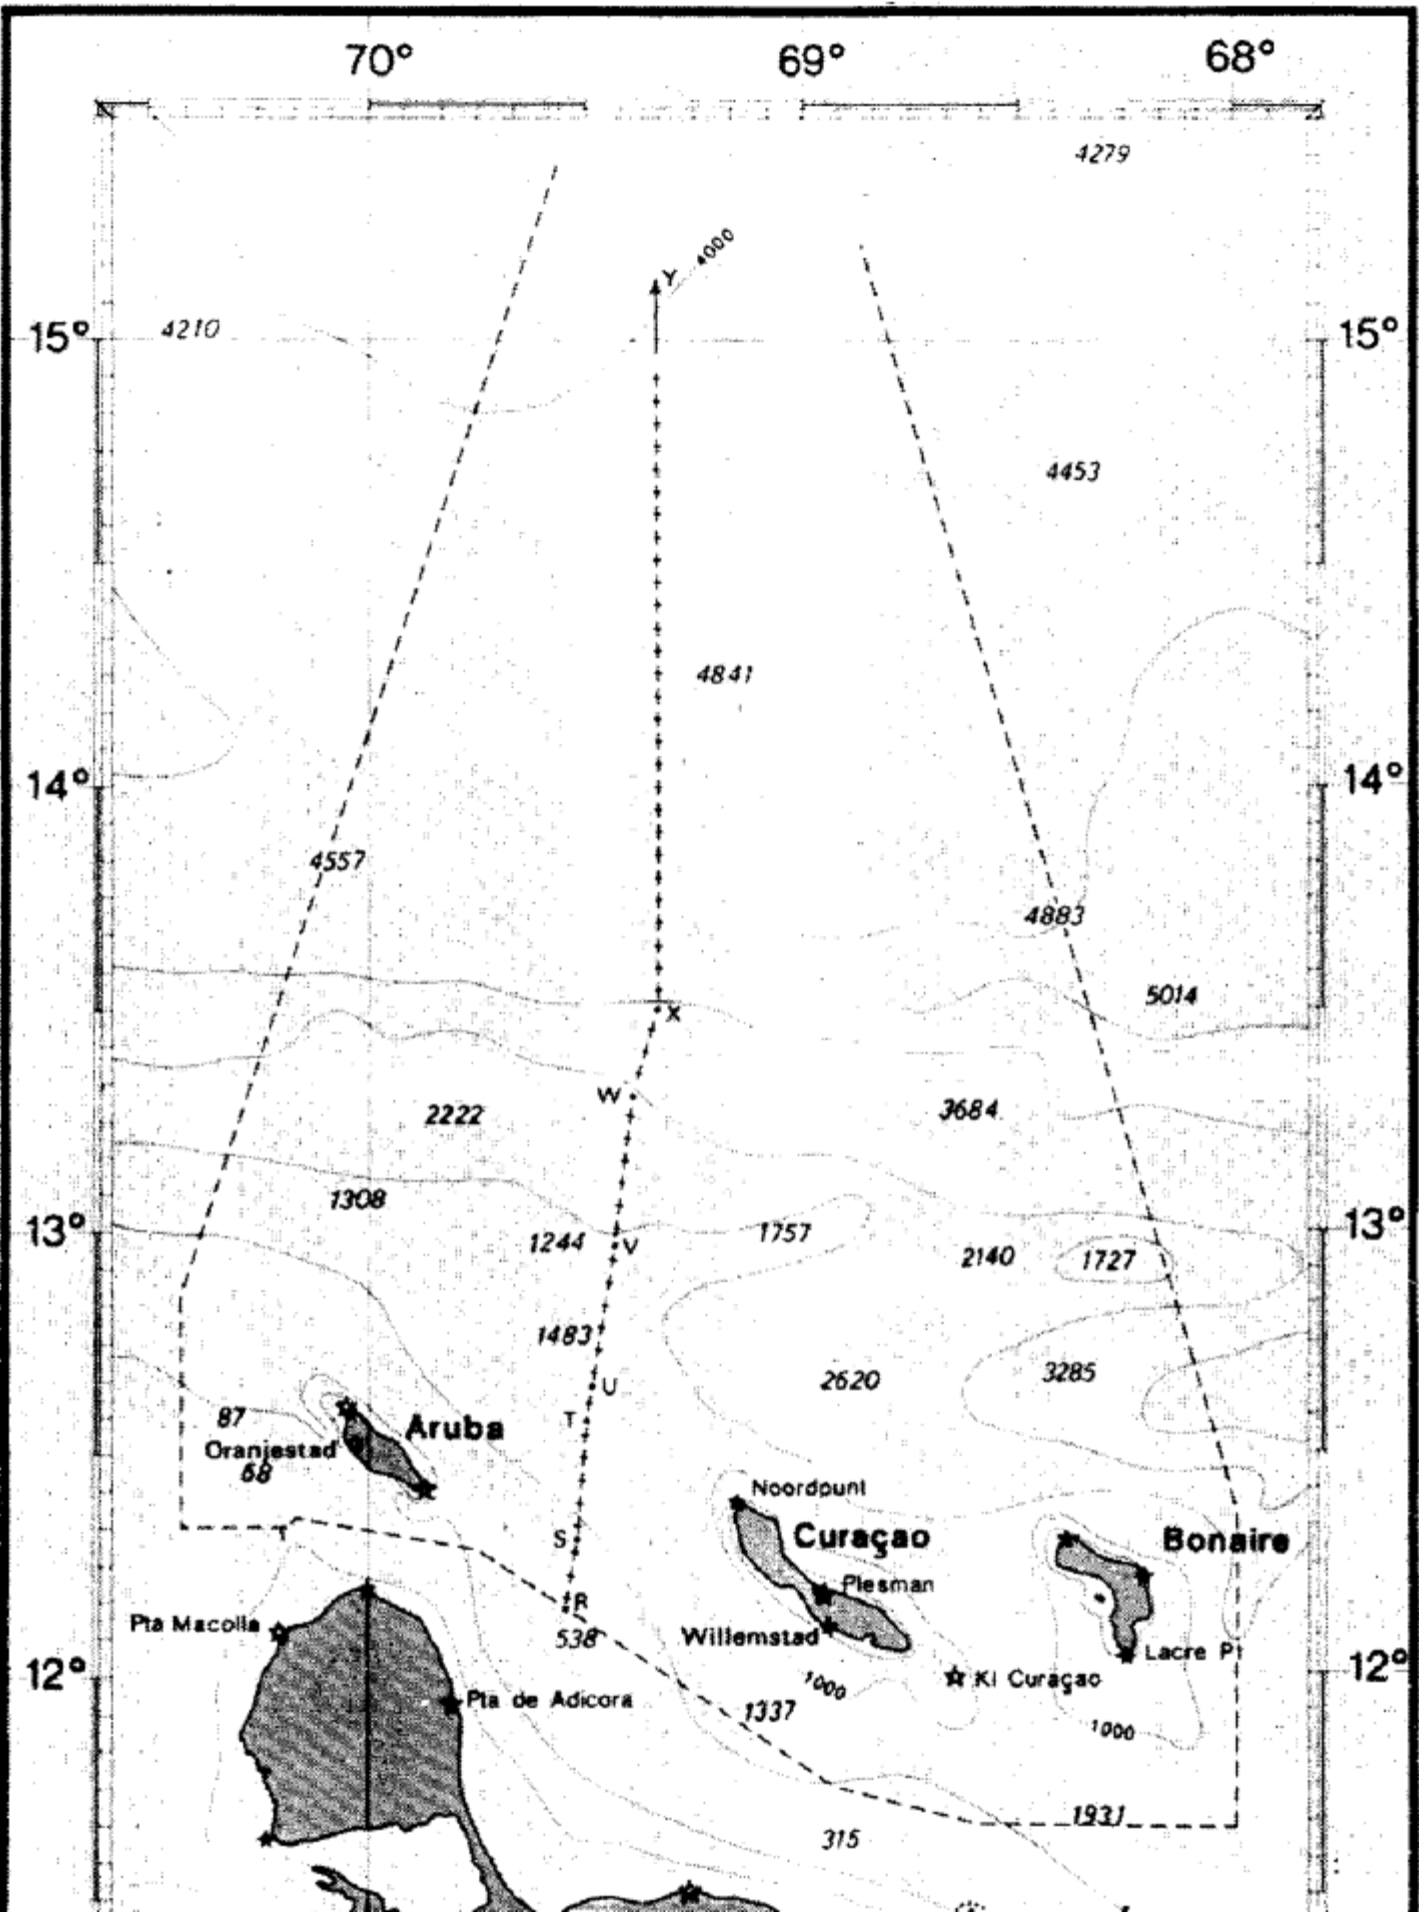 70° 69° 68°
4279
4000
Y
15° 4210 15°
4453
4841
14° 14°
4557
4883
5014
X
W
2222 3684
1308
13° 1244 V 1757 13°
2140 1727
1483
U 2620 3285
87 Aruba T
Oranjestad
68
Noordpunt
S Curaçao Bonaire
Plesman
R
Pta Macolla 538 Willemstad
Lacre Pt
12° Kl Curaçao 12°
Pta de Adicora 1000
1337 1000
1931
315